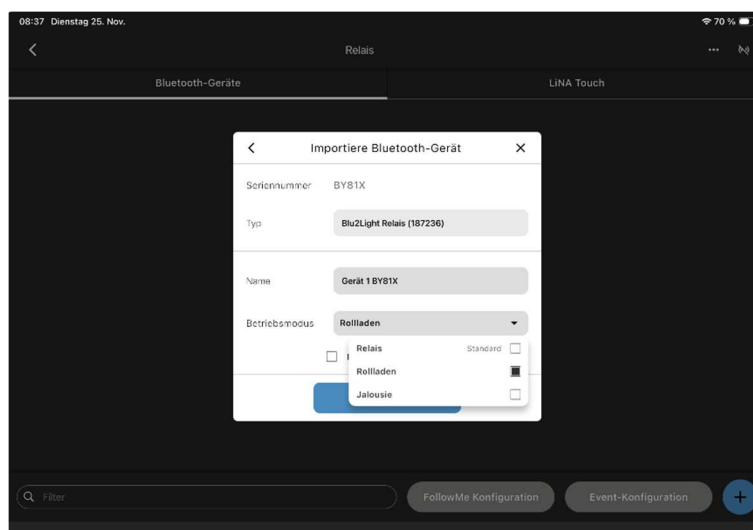 08:37 Dienstag 25. Nov. 70 %
Relais
Bluetooth-Geräte LiNA Touch
Importiere Bluetooth-Gerät
Seriennummer BY81X
Typ Blu2Light Relais (187236)
Name Gerät 1 BY81X
Betriebsmodus Rollladen
Relais Standard
Rollladen
Jalousie
Filter FollowMe Konfiguration Event-Konfiguration